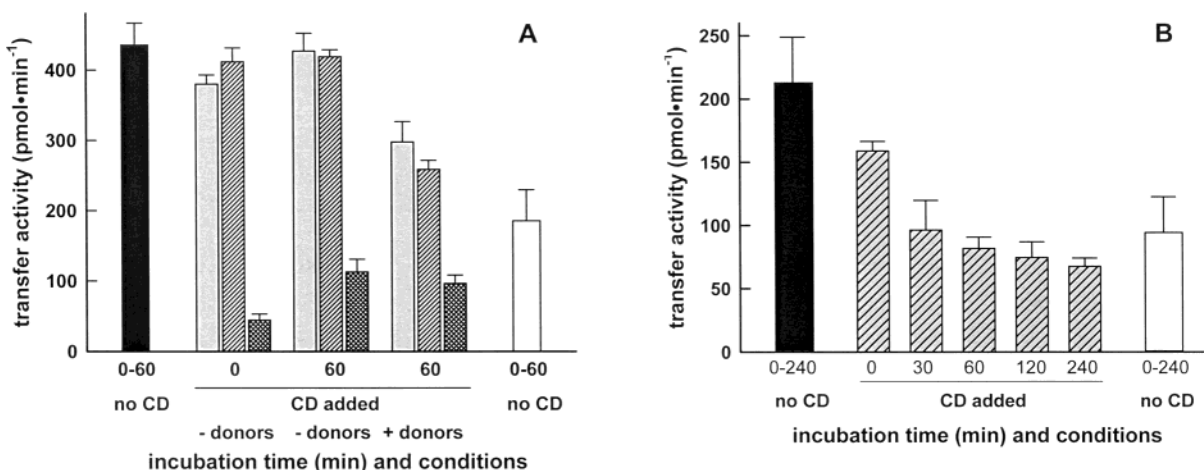 A
transfer activity (pmol•min⁻¹)
400
300
200
100
0
0-60 0 60 60 0-60
no CD CD added no CD
- donors - donors + donors
incubation time (min) and conditions
B
transfer activity (pmol•min⁻¹)
250
200
150
100
50
0
0-240 0 30 60 120 240 0-240
no CD CD added no CD
incubation time (min) and conditions